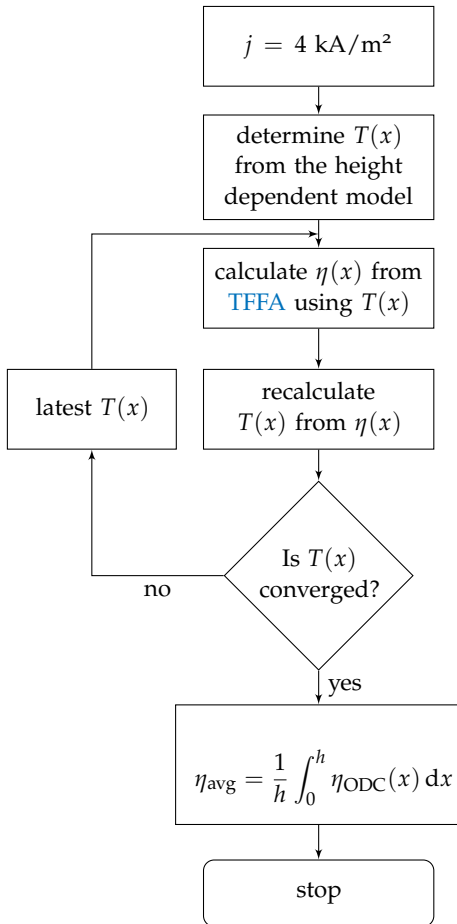 j = 4 kA/m²
determine T(x)
from the height
dependent model
calculate η(x) from
TFFA using T(x)
recalculate
T(x) from η(x)
latest T(x)
Is T(x)
converged?
no
yes
η_avg = 1/h ∫_0^h η_ODC(x) dx
stop